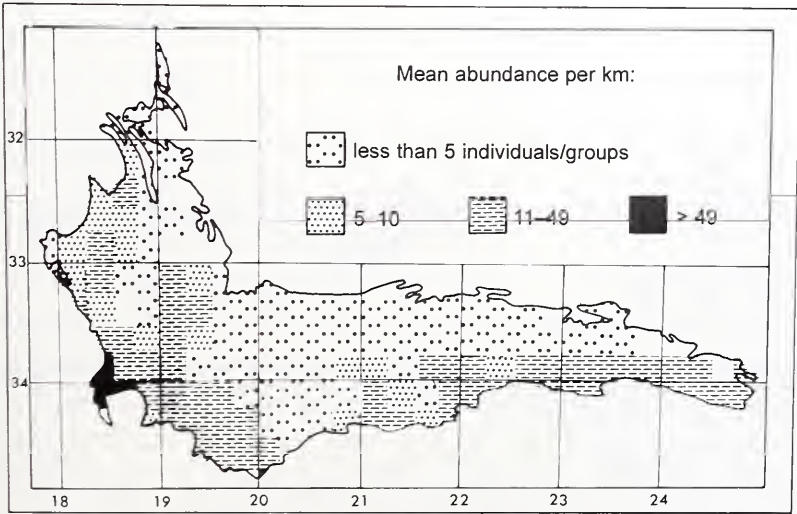 Mean abundance per km:
less than 5 individuals/groups
5–10 11–49 > 49
32
33
34
18 19 20 21 22 23 24